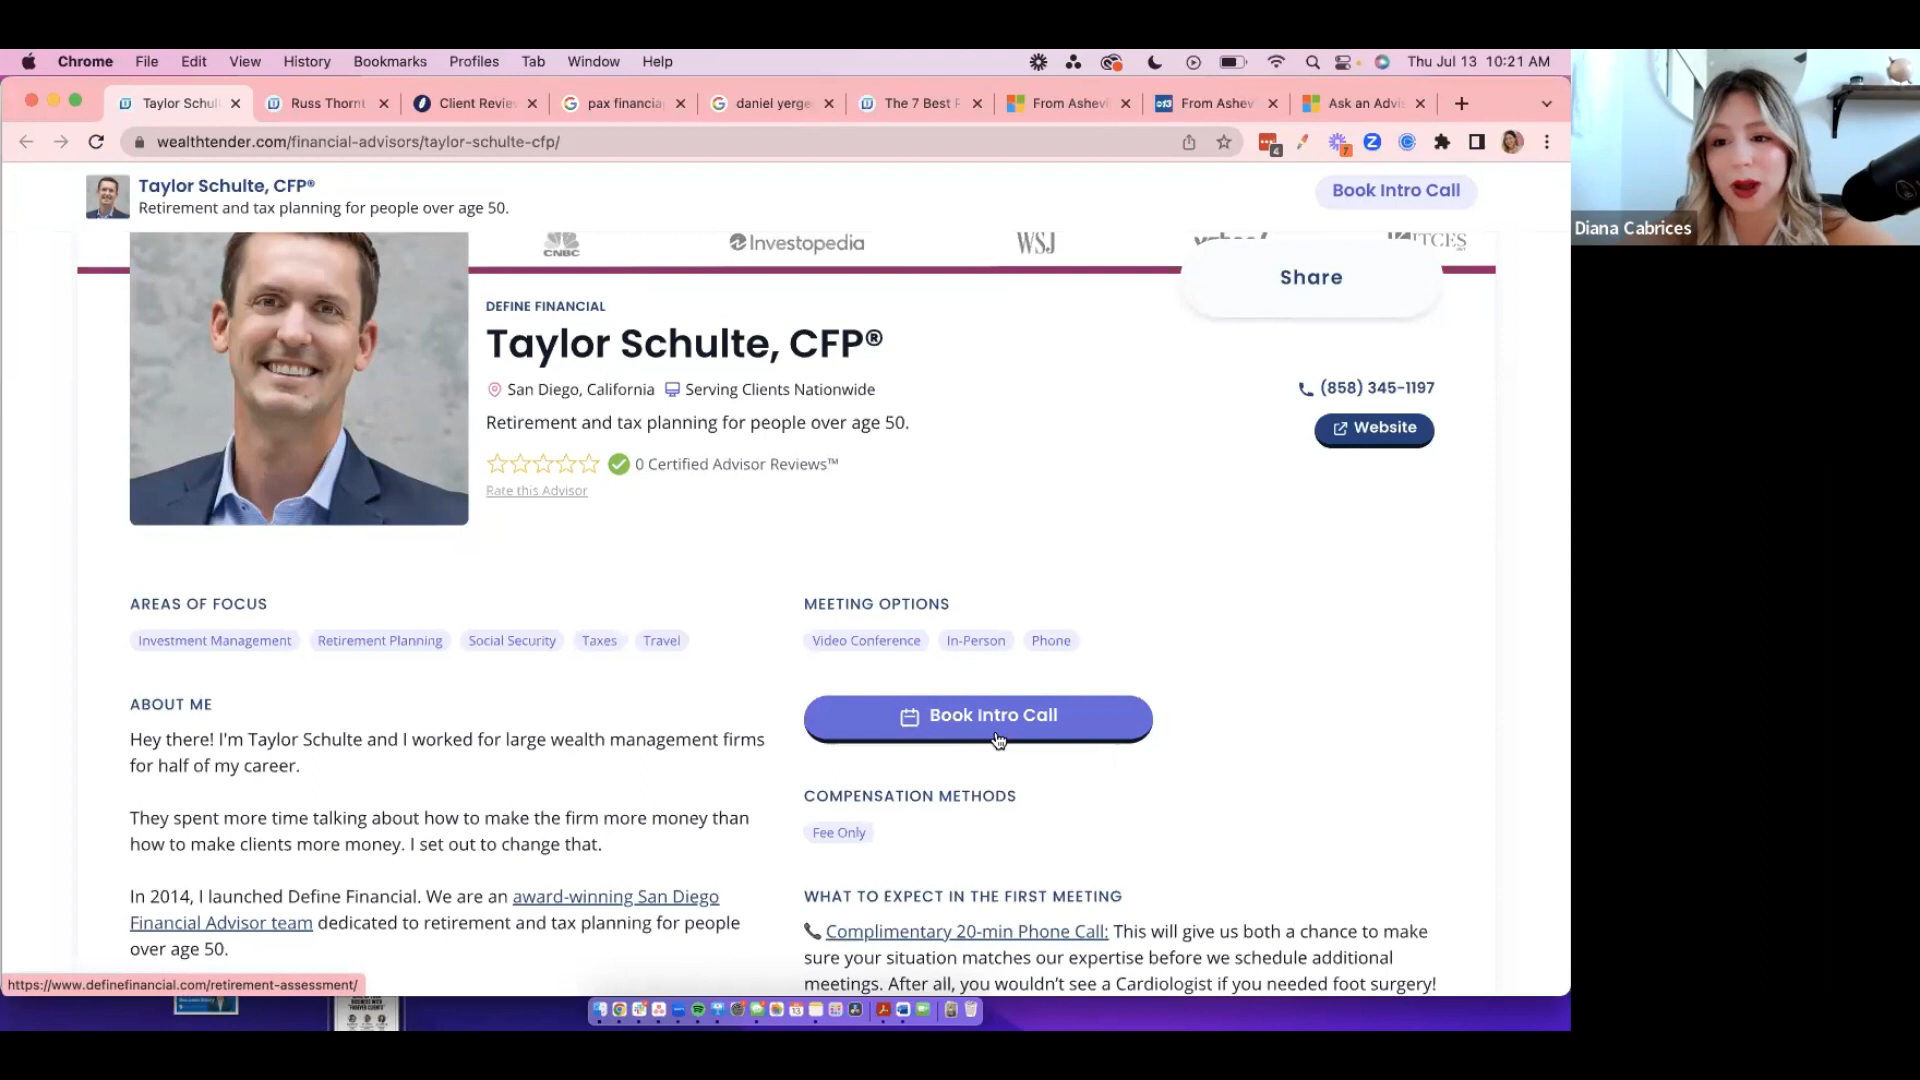 Chrome File Edit View History Bookmarks Profiles Tab Window Help
Thu Jul 13 10:21 AM
Taylor Schul
Russ Thornt
Client Revie
pax financia
daniel yerge
The 7 Best F
From Ashevi
From Ashev
Ask an Advis
wealthtender.com/financial-advisors/taylor-schulte-cfp/
Diana Cabrices
Taylor Schulte, CFP®
Retirement and tax planning for people over age 50.
Book Intro Call
CNBC
Investopedia
WSJ
Share
DEFINE FINANCIAL
Taylor Schulte, CFP®
San Diego, California Serving Clients Nationwide
(858) 345-1197
Retirement and tax planning for people over age 50.
Website
0 Certified Advisor Reviews™
Rate this Advisor
AREAS OF FOCUS
Investment Management Retirement Planning Social Security Taxes Travel
MEETING OPTIONS
Video Conference In-Person Phone
ABOUT ME
Hey there! I'm Taylor Schulte and I worked for large wealth management firms
for half of my career.
They spent more time talking about how to make the firm more money than
how to make clients more money. I set out to change that.
In 2014, I launched Define Financial. We are an award-winning San Diego
Financial Advisor team dedicated to retirement and tax planning for people
over age 50.
Book Intro Call
COMPENSATION METHODS
Fee Only
WHAT TO EXPECT IN THE FIRST MEETING
Complimentary 20-min Phone Call: This will give us both a chance to make
sure your situation matches our expertise before we schedule additional
meetings. After all, you wouldn't see a Cardiologist if you needed foot surgery!
https://www.definefinancial.com/retirement-assessment/